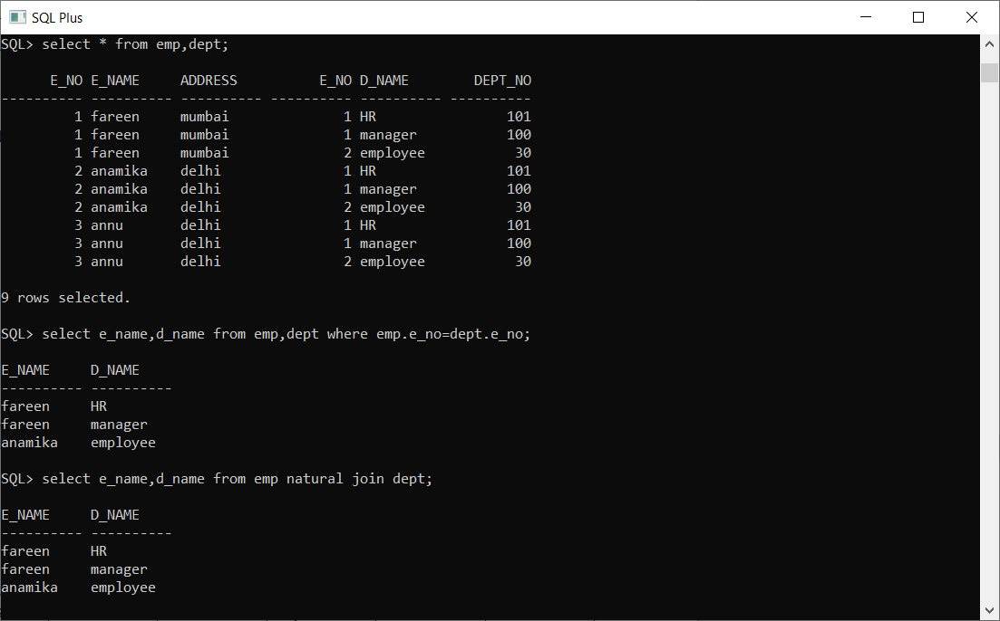 SQL Plus
SQL> select * from emp,dept;
      E_NO E_NAME     ADDRESS          E_NO D_NAME        DEPT_NO
---------- ---------- ---------- ---------- ---------- ----------
         1 fareen     mumbai              1 HR                101
         1 fareen     mumbai              1 manager           100
         1 fareen     mumbai              2 employee           30
         2 anamika    delhi               1 HR                101
         2 anamika    delhi               1 manager           100
         2 anamika    delhi               2 employee           30
         3 annu       delhi               1 HR                101
         3 annu       delhi               1 manager           100
         3 annu       delhi               2 employee           30
9 rows selected.
SQL> select e_name,d_name from emp,dept where emp.e_no=dept.e_no;
E_NAME     D_NAME
---------- ----------
fareen     HR
fareen     manager
anamika    employee
SQL> select e_name,d_name from emp natural join dept;
E_NAME     D_NAME
---------- ----------
fareen     HR
fareen     manager
anamika    employee